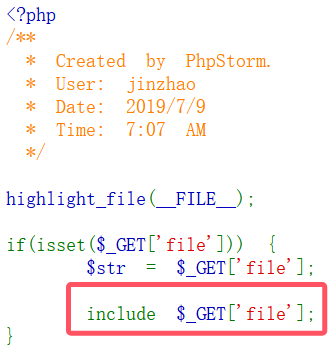 <?php
/**
 * Created by PhpStorm.
 * User: jinzhao
 * Date: 2019/7/9
 * Time: 7:07 AM
 */
highlight_file(__FILE__);
if(isset($_GET['file'])) {
$str = $_GET['file'];
include $_GET['file'];
}